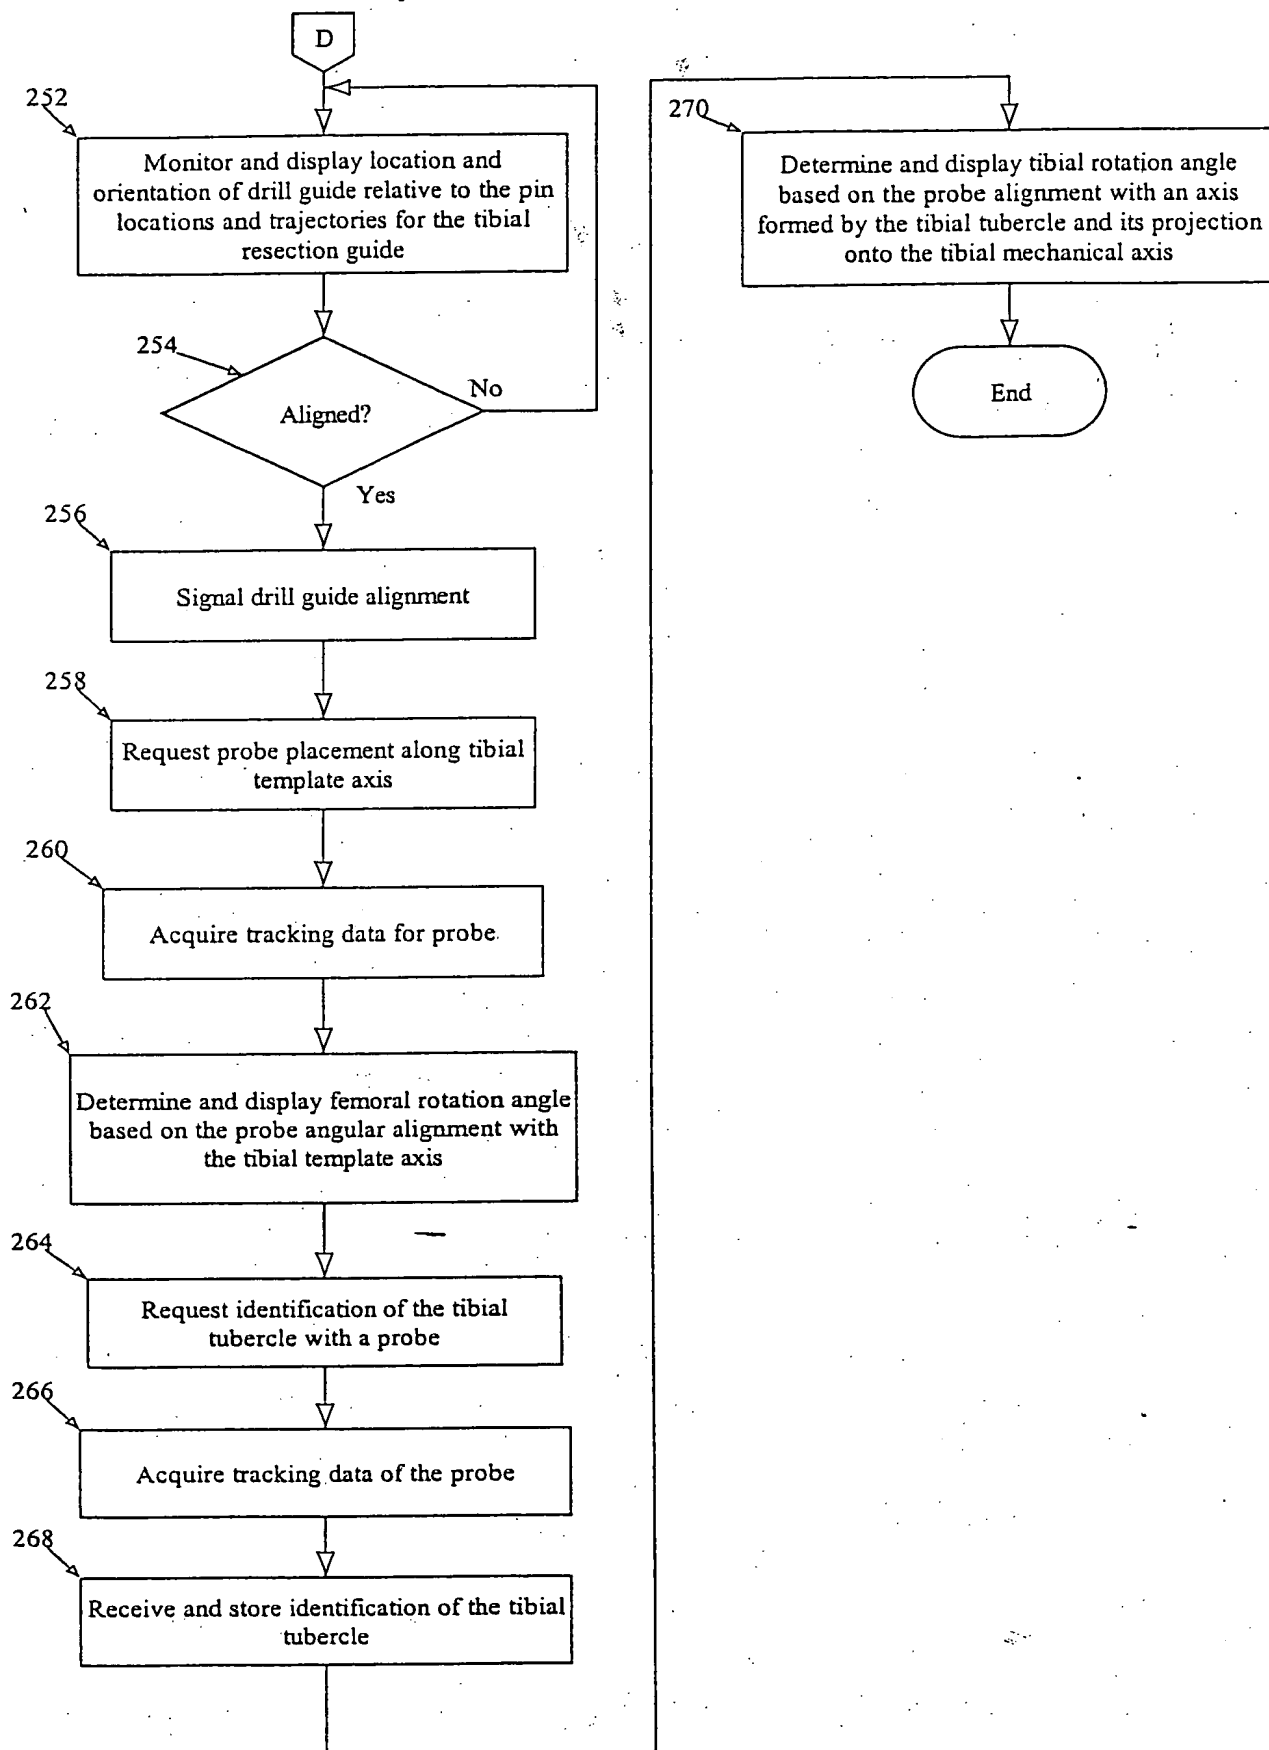 D
252
Monitor and display location and
orientation of drill guide relative to the pin
locations and trajectories for the tibial
resection guide
254
No
Aligned?
Yes
256
Signal drill guide alignment
258
Request probe placement along tibial
template axis
260
Acquire tracking data for probe
262
Determine and display femoral rotation angle
based on the probe angular alignment with
the tibial template axis
264
Request identification of the tibial
tubercle with a probe
266
Acquire tracking data of the probe
268
Receive and store identification of the tibial
tubercle
270
Determine and display tibial rotation angle
based on the probe alignment with an axis
formed by the tibial tubercle and its projection
onto the tibial mechanical axis
End